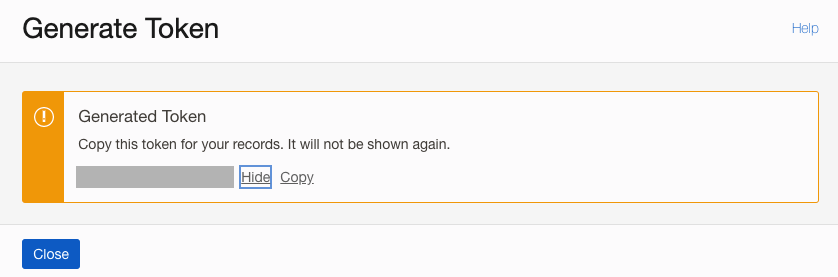 Generate Token
Help
Generated Token
Copy this token for your records. It will not be shown again.
Hide Copy
Close